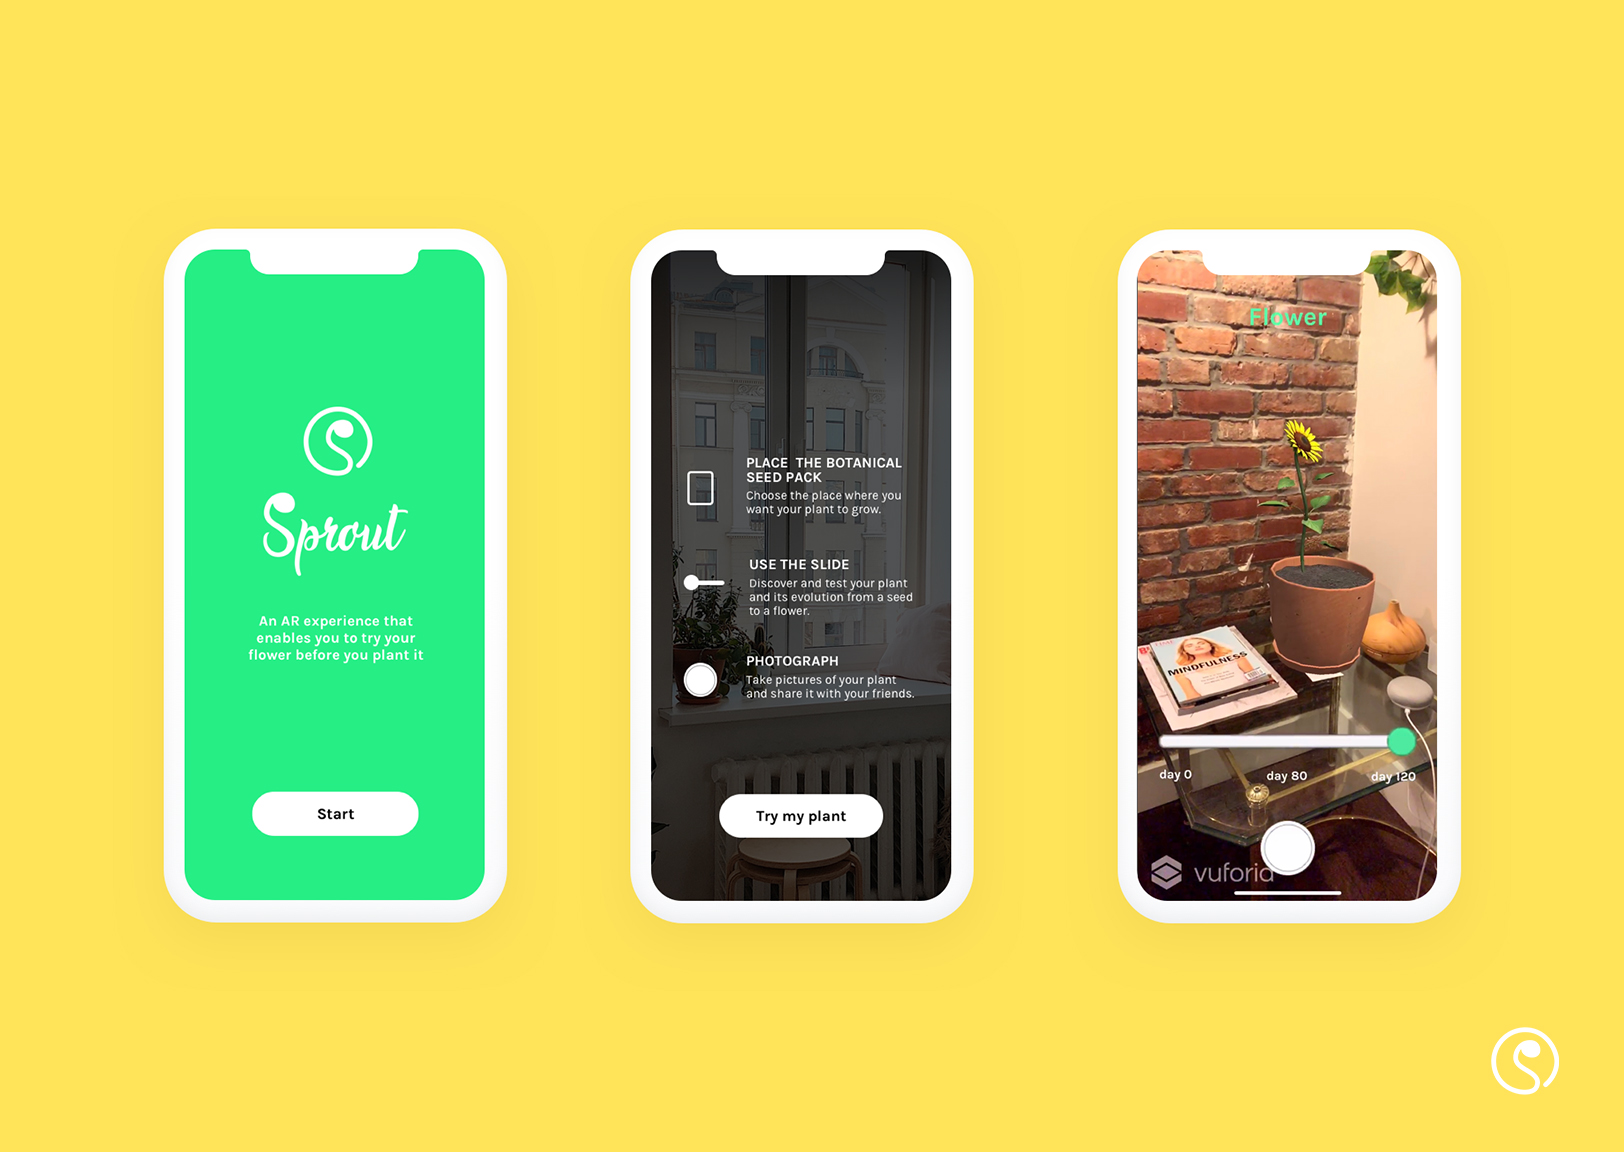 Sprout
An AR experience that
enables you to try your
flower before you plant it
Start
PLACE THE BOTANICAL
SEED PACK
Choose the place where you
want your plant to grow.
USE THE SLIDE
Discover and test your plant
and its evolution from a seed
to a flower.
PHOTOGRAPH
Take pictures of your plant
and share it with your friends.
Try my plant
Flower
MINDFULNESS
day 0
day 80
day 120
vuforia